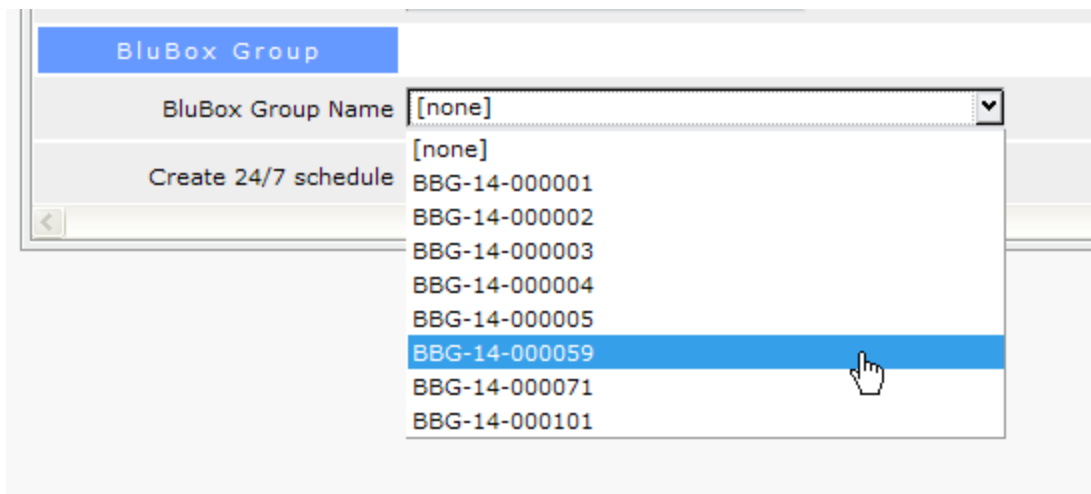 BluBox Group
BluBox Group Name [none]
[none]
Create 24/7 schedule
BBG-14-000001
BBG-14-000002
BBG-14-000003
BBG-14-000004
BBG-14-000005
BBG-14-000059
BBG-14-000071
BBG-14-000101